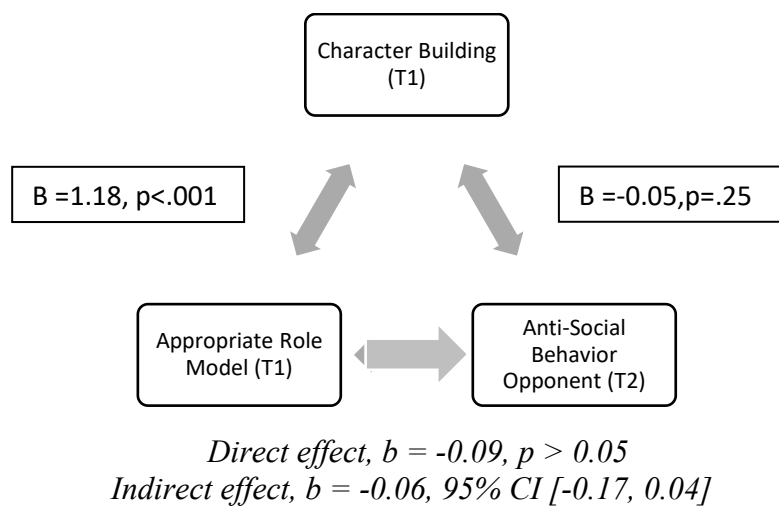 Character Building
(T1)
B =1.18, p<.001
B =-0.05,p=.25
Appropriate Role
Model (T1)
Anti-Social
Behavior
Opponent (T2)
Direct effect, b = -0.09, p > 0.05
Indirect effect, b = -0.06, 95% CI [-0.17, 0.04]